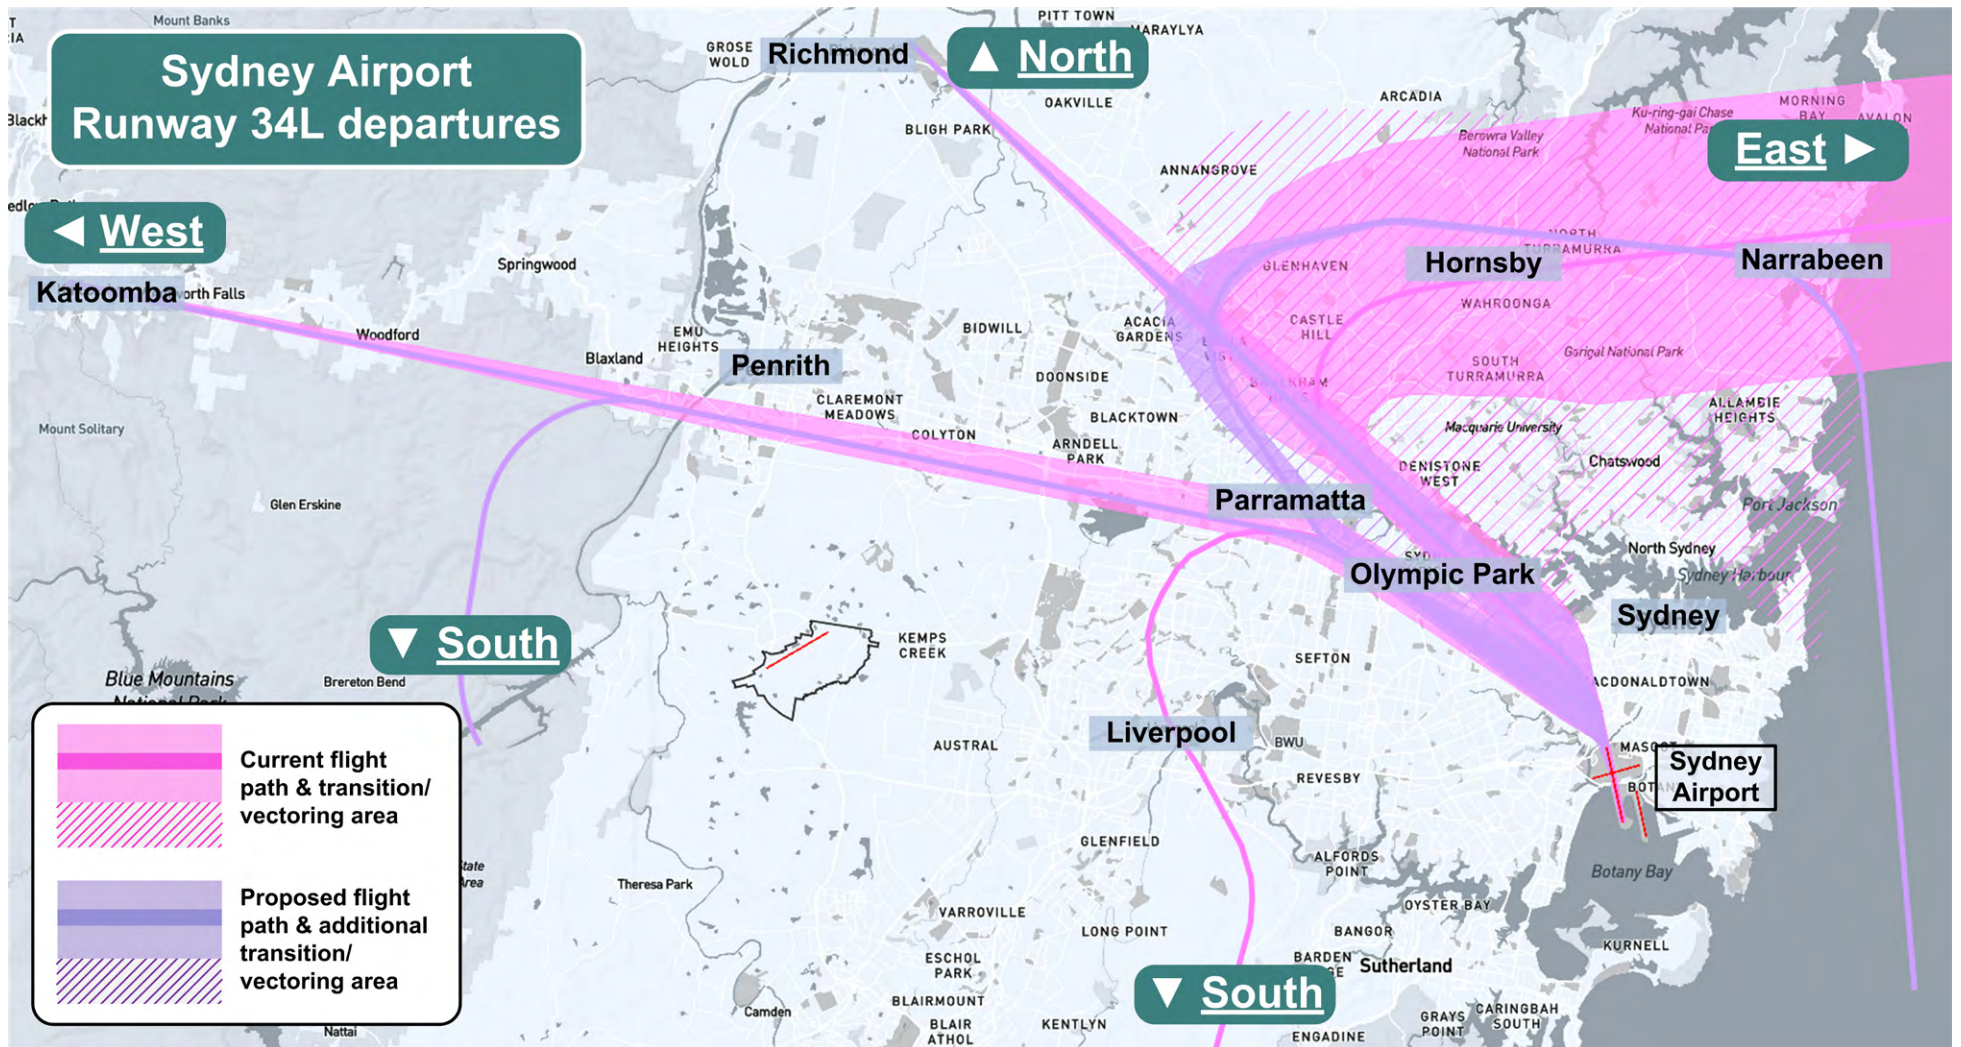 Mount Banks
PITT TOWN
MARAYLYA
GROSE
WOLD
Richmond
▲ North
Sydney Airport
Runway 34L departures
OAKVILLE
ARCADIA
MORNING
BAY
AVALON
Ku-ring-gai Chase
BLIGH PARK
Berowra Valley
National Park
East ►
ANNANGROVE
◄ West
Springwood
NORTH
TURRAMURRA
Hornsby
Narrabeen
GLENHAVEN
Katoomba
Woodford
WAHROONGA
EMU
HEIGHTS
BIDWILL
ACACIA
GARDENS
CASTLE
HILL
Blaxland
Penrith
Garigal National Park
SOUTH
TURRAMURRA
DOONSIDE
CLAREMONT
MEADOWS
ALLAMBIE
HEIGHTS
BLACKTOWN
Mount Solitary
COLYTON
ARNDELL
PARK
Macquarie University
DENISTONE
WEST
Chatswood
Glen Erskine
Parramatta
Port Jackson
North Sydney
Olympic Park
Sydney Harbour
Sydney
▼ South
KEMPS
CREEK
SEFTON
Blue Mountains
Brereton Bend
Liverpool
BWU
AUSTRAL
REVESBY
Sydney
Airport
Current flight
path & transition/
vectoring area
Proposed flight
path & additional
transition/
vectoring area
GLENFIELD
ALFORDS
POINT
Botany Bay
Theresa Park
VARROVILLE
OYSTER BAY
LONG POINT
BANGOR
KURNELL
ESCHOL
PARK
BARDEN
Sutherland
▼ South
Camden
BLAIRMOUNT
BLAIR
ATHOL
KENTLYN
GRAYS
POINT
CARINGBAH
SOUTH
ENGADINE
Nattai